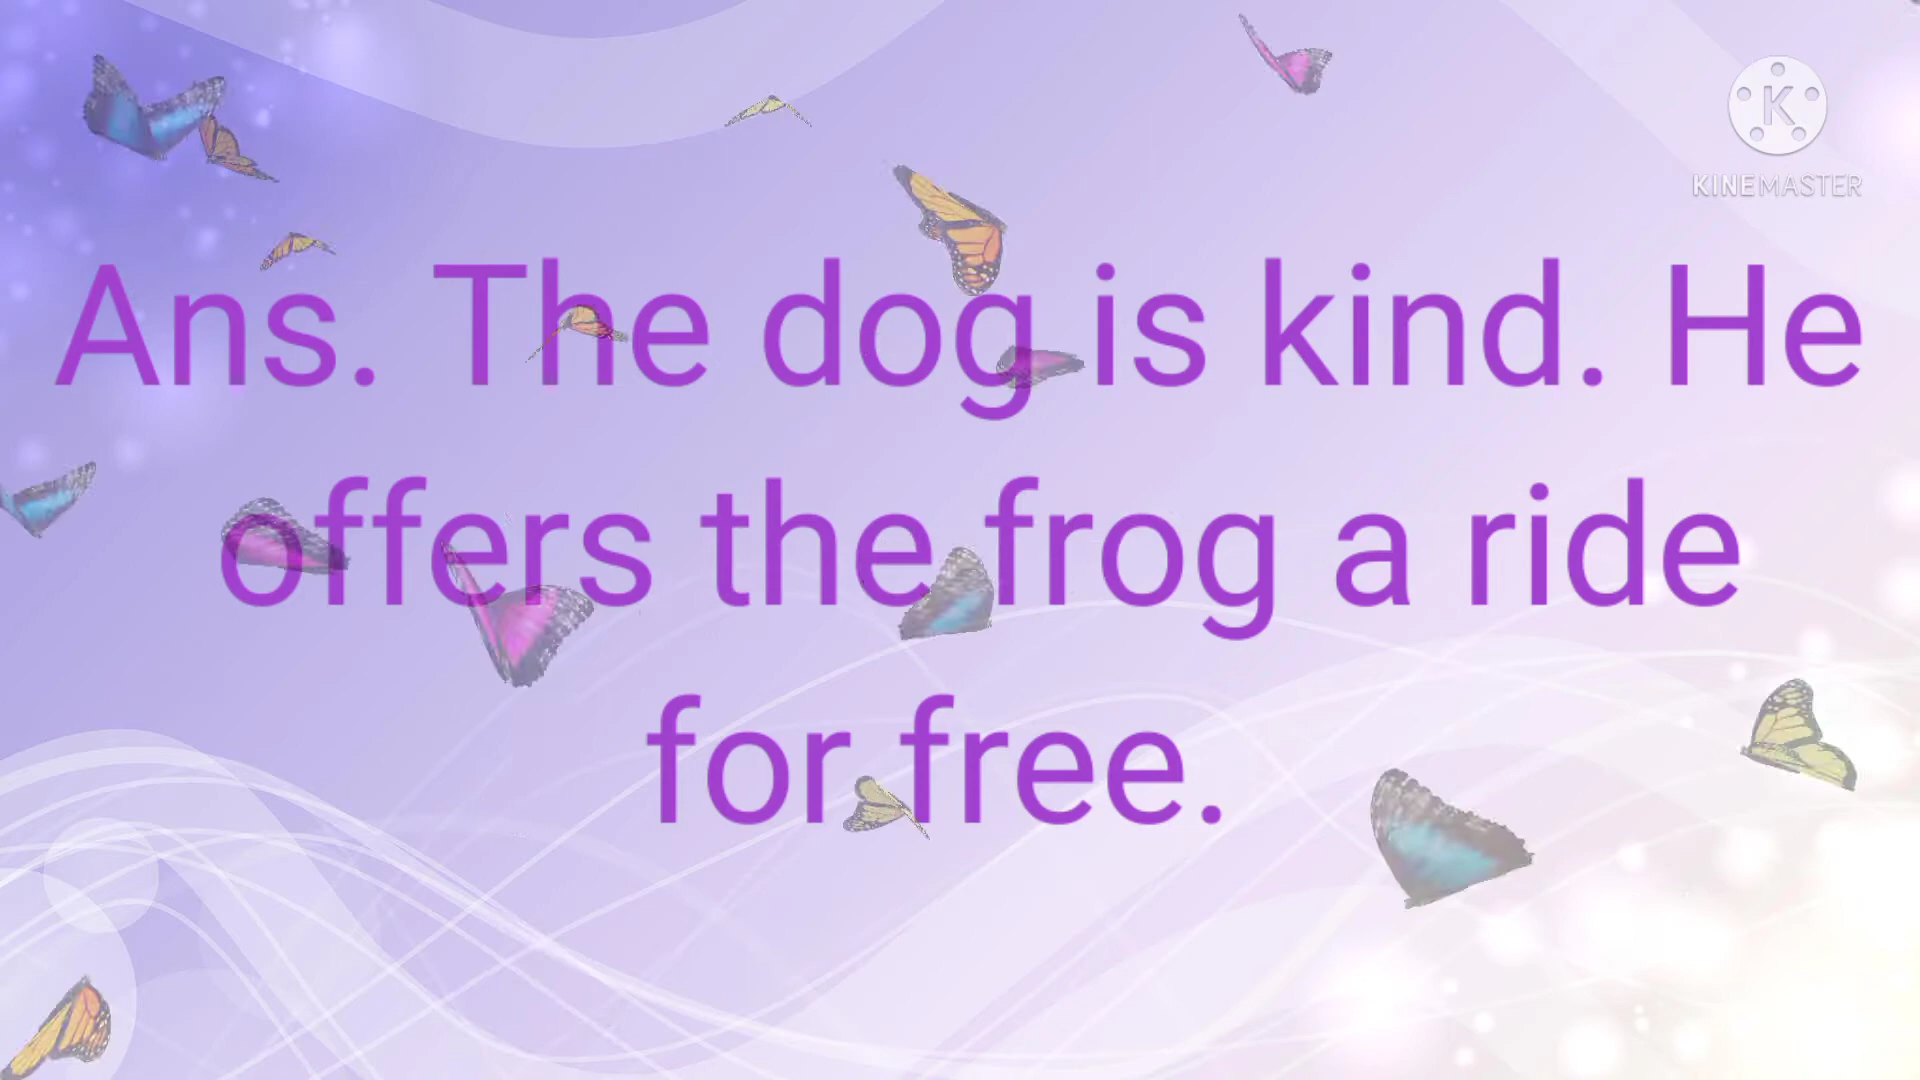 K
KINEMASTER
Ans. The dog is kind. He
offers the frog a ride
for free.